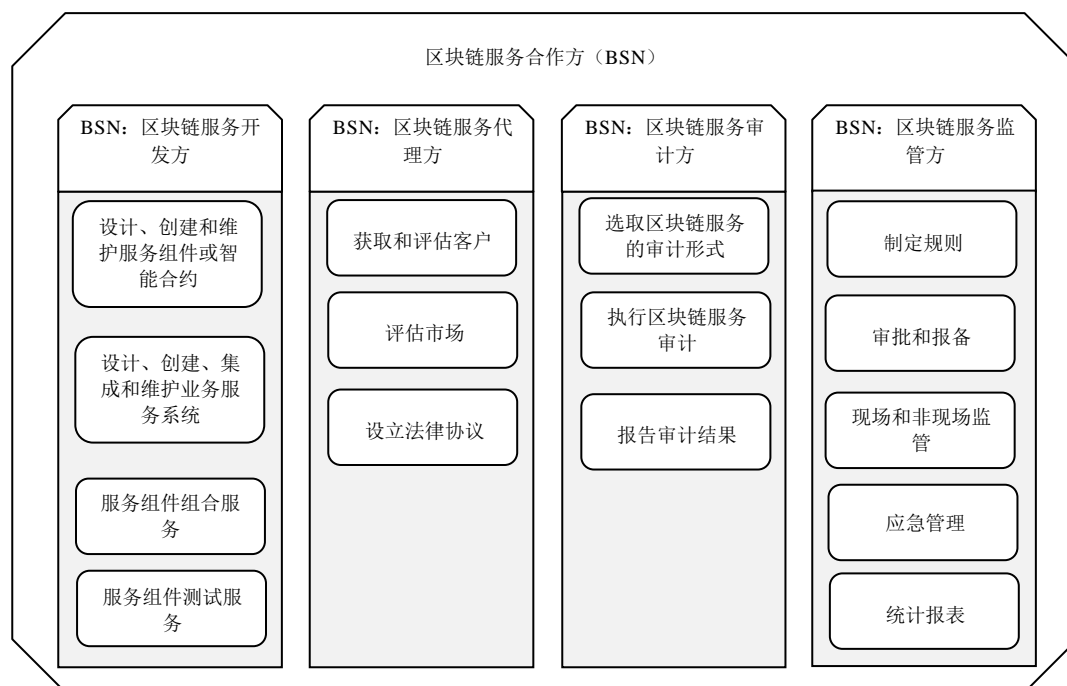 区块链服务合作方（BSN）
BSN：区块链服务开
发方
设计、创建和维
护服务组件或智
能合约
设计、创建、集
成和维护业务服
务系统
服务组件组合服
务
服务组件测试服
务
BSN：区块链服务代
理方
获取和评估客户
评估市场
设立法律协议
BSN：区块链服务审
计方
选取区块链服务
的审计形式
执行区块链服务
审计
报告审计结果
BSN：区块链服务监
管方
制定规则
审批和报备
现场和非现场监
管
应急管理
统计报表